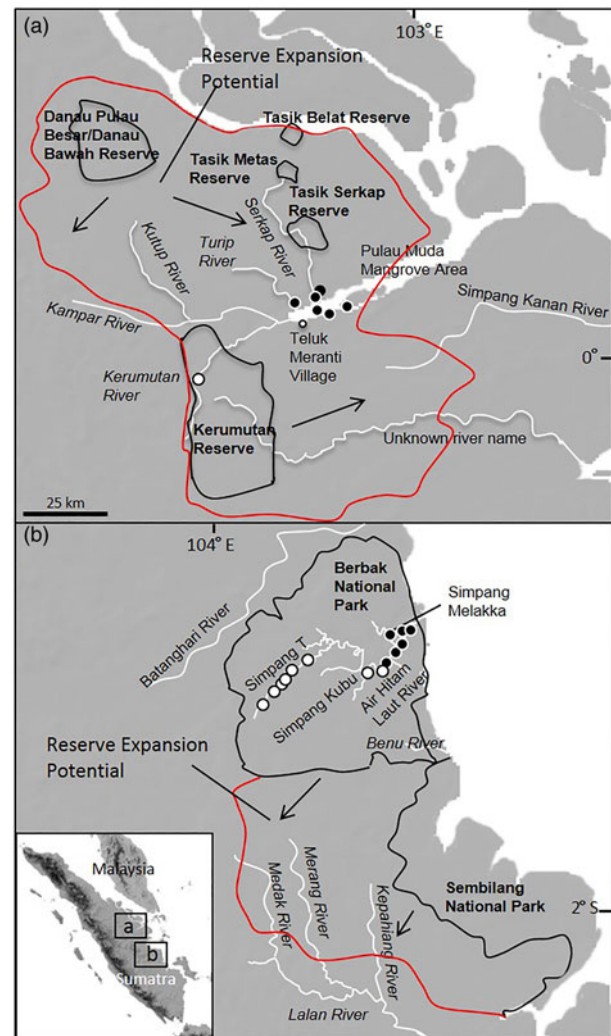 (a)
103° E
Reserve Expansion
Potential
Danau Pulau
Besar/Danau
Bawah Reserve
Tasik Belat Reserve
Tasik Metas
Reserve
Tasik Serkap
Reserve
Serkap River
Turip
River
Kutup River
Pulau Muda
Mangrove Area
Simpang Kanan River
Kampar River
Teluk
Meranti
Village
0°
Kerumutan
River
Kerumutan
Reserve
Unknown river name
25 km
(b)
104° E
Berbak
National
Park
Simpang
Melakka
Batanghari River
Simpang T
Simpang Kubu
Air Hitam
Laut River
Benu River
Reserve Expansion
Potential
Medak River
Merang River
Kepahiang River
Sembilang
National Park
2° S
Lalan River
Malaysia
a
b
Sumatra